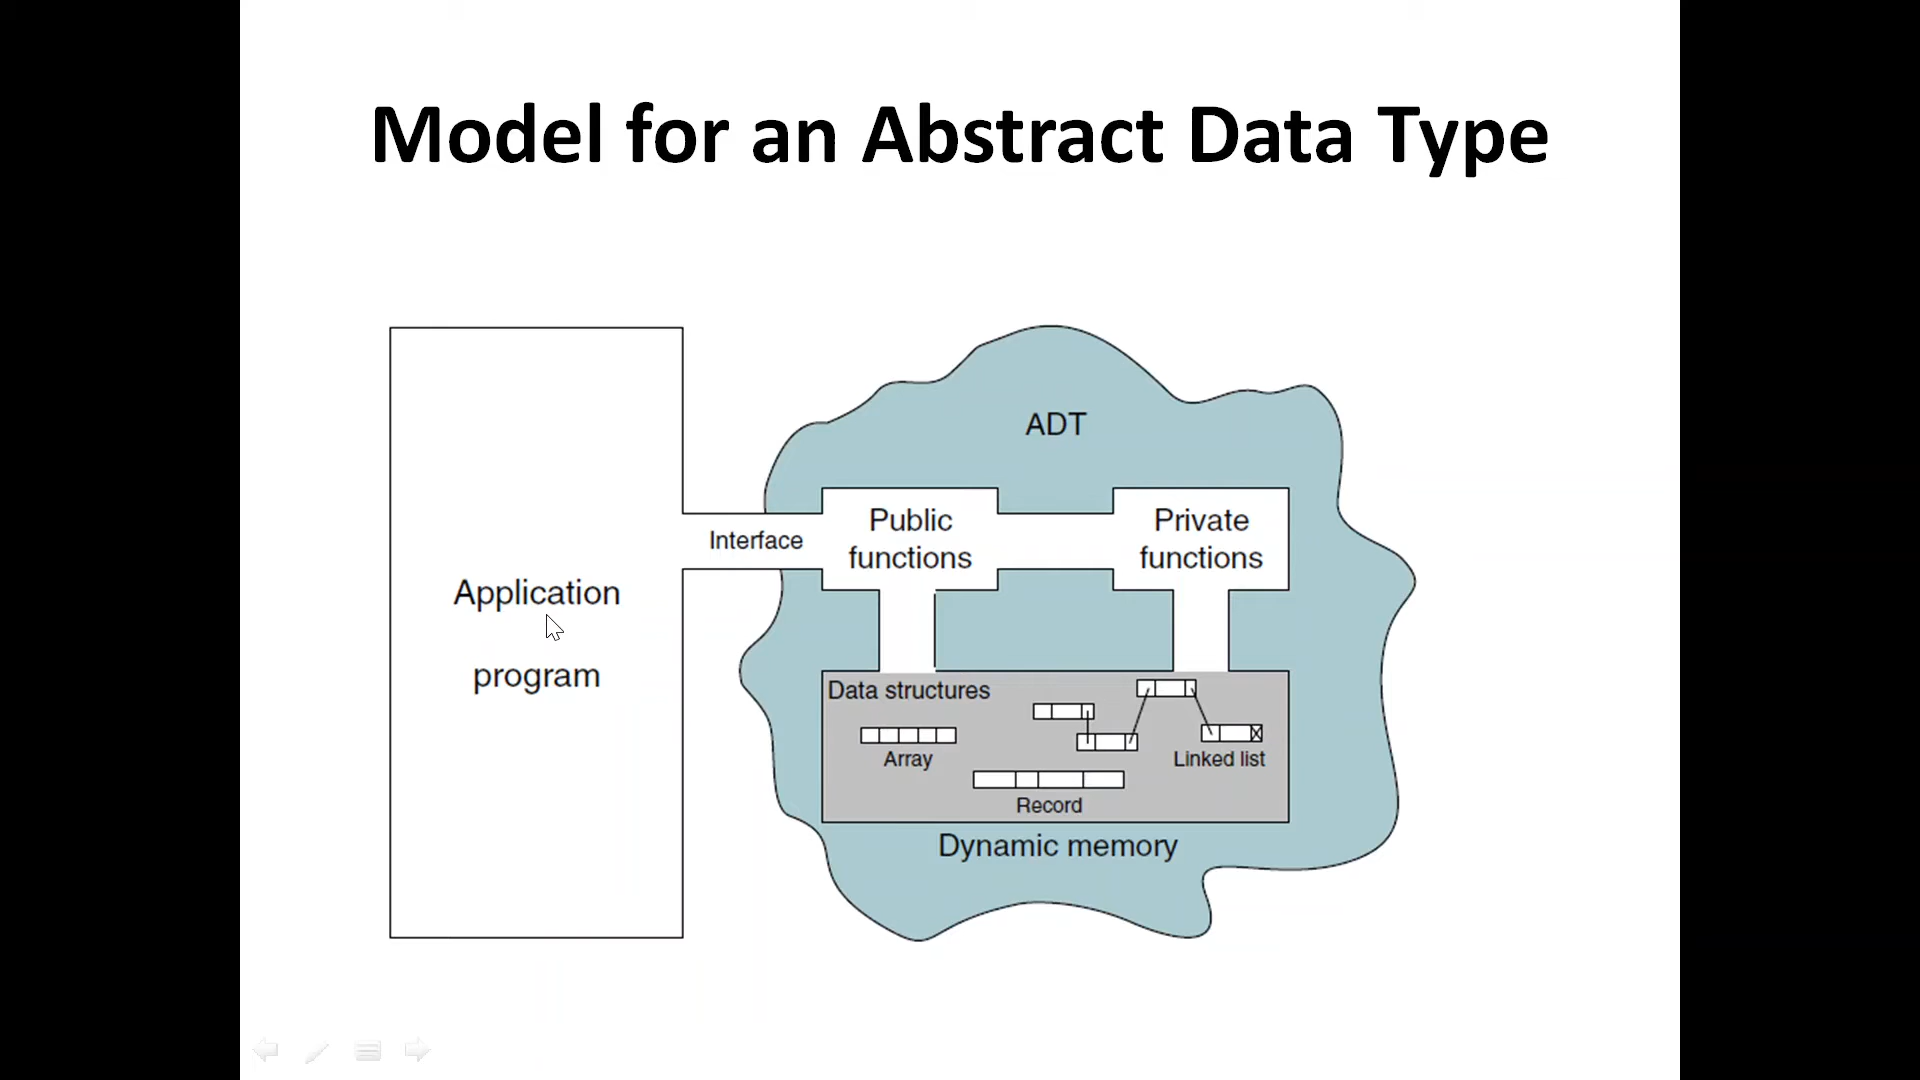 Model for an Abstract Data Type
ADT
Public
functions
Private
functions
Interface
Application
program
Data structures
Array
Linked list
Record
Dynamic memory